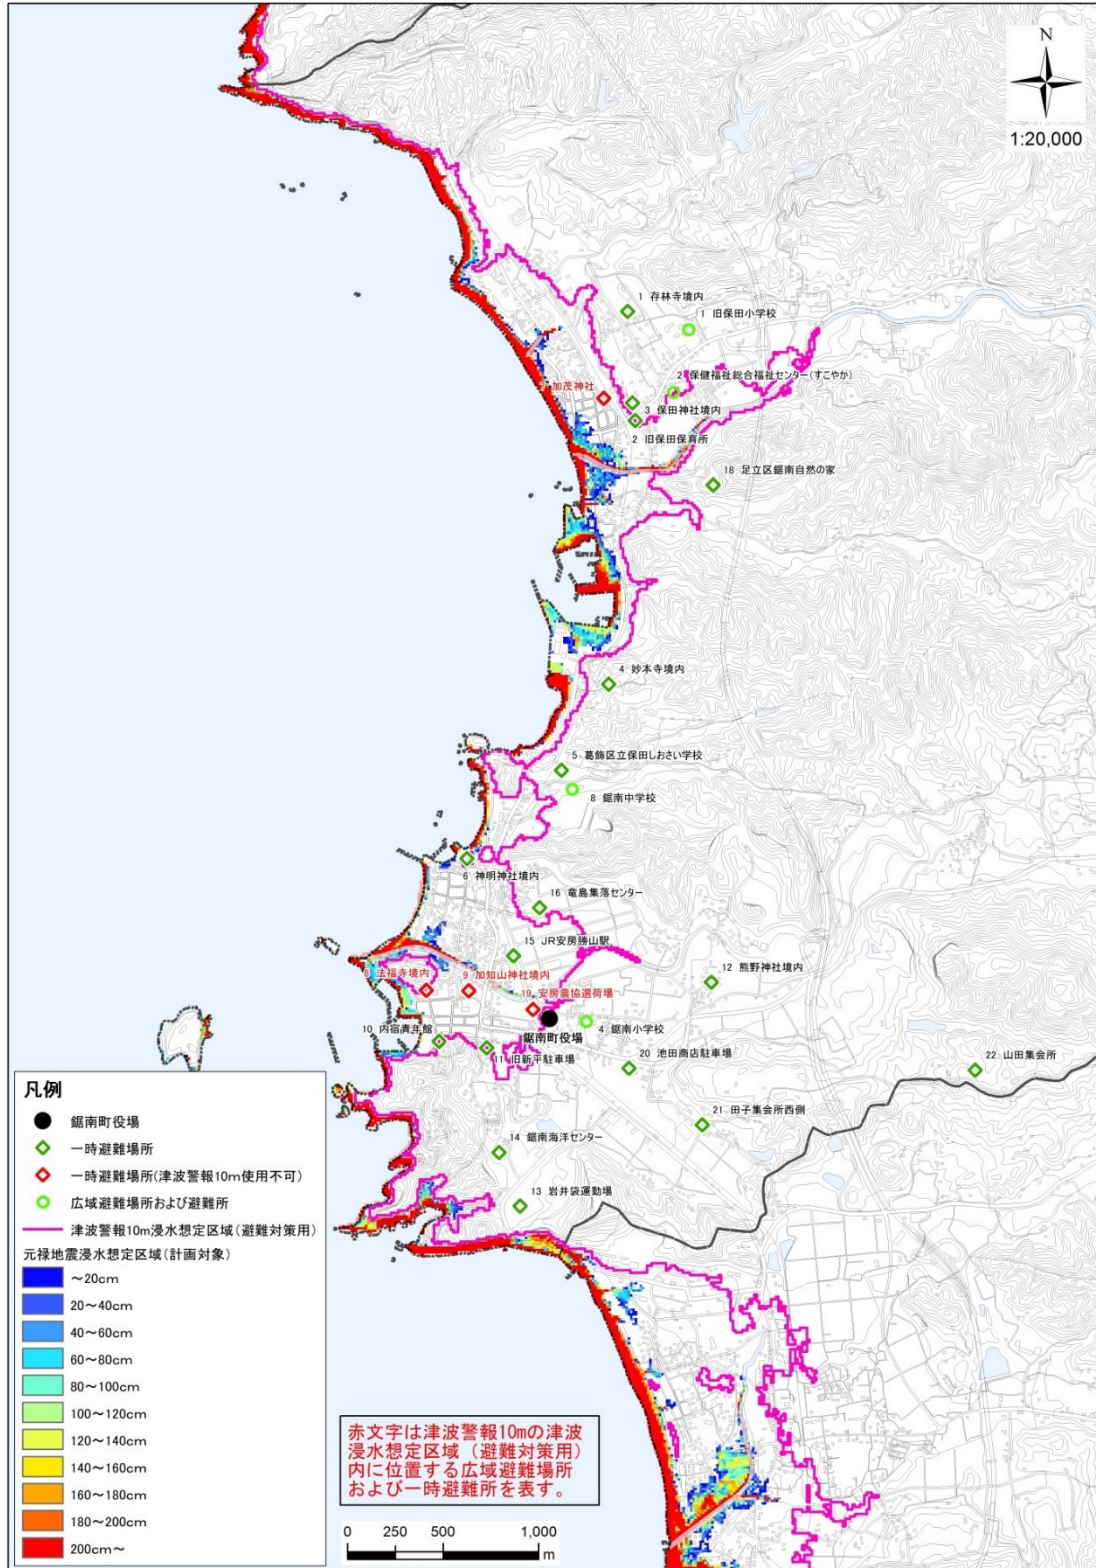 N
1:20,000
1 存林寺境内
1 旧保田小学校
2 保健福祉総合福祉センター(すこやか)
7 加茂神社
3 保田神社境内
2 旧保田保育所
18 足立区鋸南自然の家
4 妙本寺境内
5 葛飾区立保田しおさい学校
8 鋸南中学校
6 神明神社境内
16 竜島集落センター
15 JR安房勝山駅
8 法福寺境内
9 加知山神社境内
12 熊野神社境内
19 安房農協選荷場
10 内宿青年館
鋸南町役場
4 鋸南小学校
11 旧新平駐車場
20 池田商店駐車場
22 山田集会所
21 田子集会所西側
14 鋸南海洋センター
13 岩井袋運動場
凡例
鋸南町役場
一時避難場所
一時避難場所(津波警報10m使用不可)
広域避難場所および避難所
津波警報10m浸水想定区域(避難対策用)
元禄地震浸水想定区域(計画対象)
～20cm
20～40cm
40～60cm
60～80cm
80～100cm
100～120cm
120～140cm
140～160cm
160～180cm
180～200cm
200cm～
赤文字は津波警報10mの津波
浸水想定区域（避難対策用）
内に位置する広域避難場所
および一時避難所を表す。
0 250 500 1,000
m